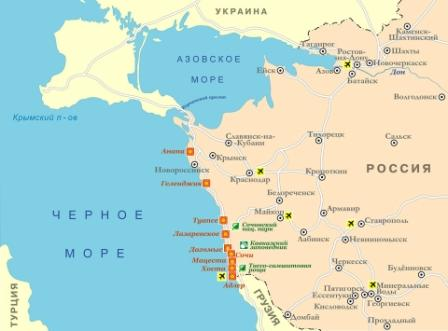 УКРАИНА
Таганрог
Ростов-
на-Дону
Каменск-
Шахтинский
Шахты
Новочеркасск
Азов
Батайск
Дон
АЗОВСКОЕ
МОРЕ
Ейск
Волгодонск
Крымский п - ов
Славянск-на-
Кубани
Тихорецк
Сальск
Анапа
Крымск
Новороссийск
Краснодар
Кропоткин
РОССИЯ
Геленджик
Белореченск
Майкоп
Армавир
Ставрополь
ЧЕРНОЕ
МОРЕ
Туапсе
Сочинский
нац. парк
Лазаревское
Лабинск
Невинномысск
Кавказский
заповедник
Дагомыс
Сочи
Мацеста
Хоста
Тисо-самшитовая
роща
Адлер
Черкесск
Будённовск
Минеральные
Воды
Пятигорск
Ессентуки
Георгиевск
Кисловодск
Домбай
Прохладный
ГРУЗИЯ
ТУРЦИЯ